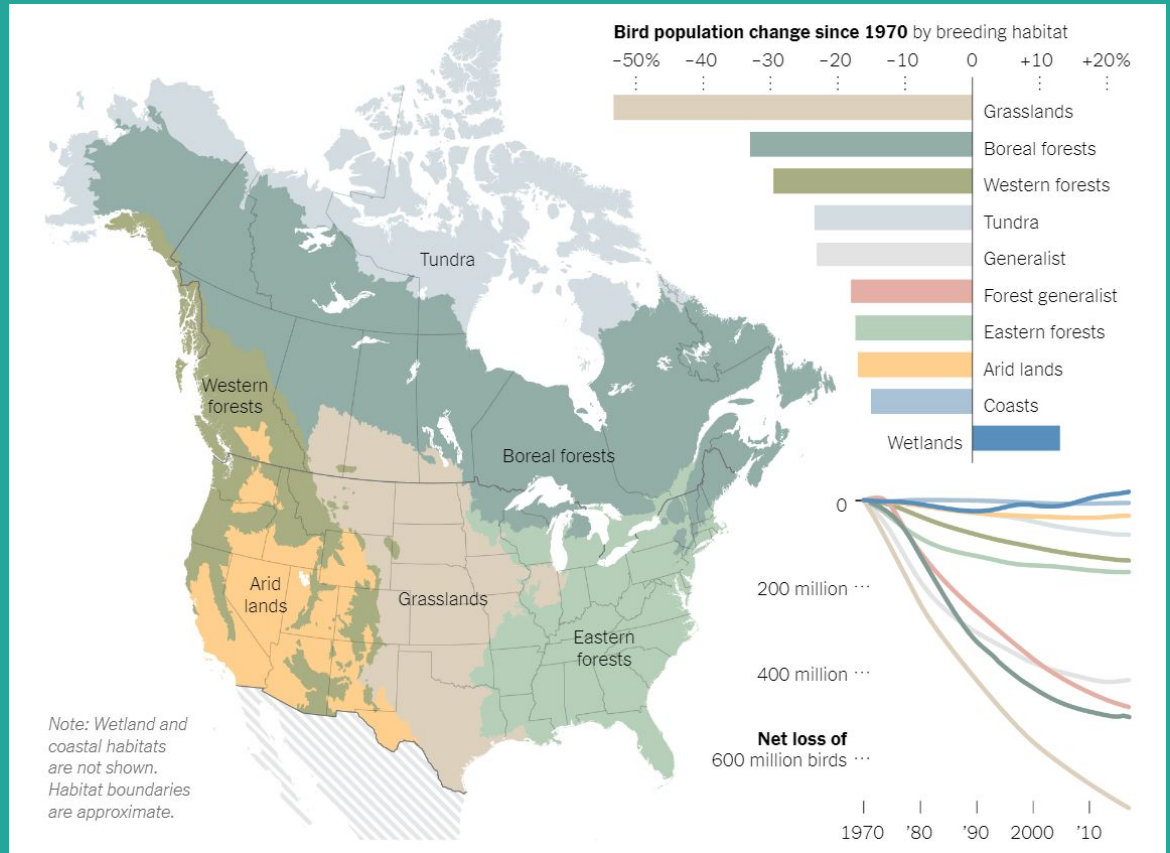 Bird population change since 1970 by breeding habitat
−50% −40 −30 −20 −10 0 +10 +20%
Grasslands
Boreal forests
Western forests
Tundra
Generalist
Forest generalist
Eastern forests
Arid lands
Coasts
Wetlands
Tundra
Western
forests
Boreal forests
Arid
lands
Grasslands
Eastern
forests
Note: Wetland and
coastal habitats
are not shown.
Habitat boundaries
are approximate.
0
200 million
400 million
Net loss of
600 million birds
1970 ’80 ’90 2000 ’10